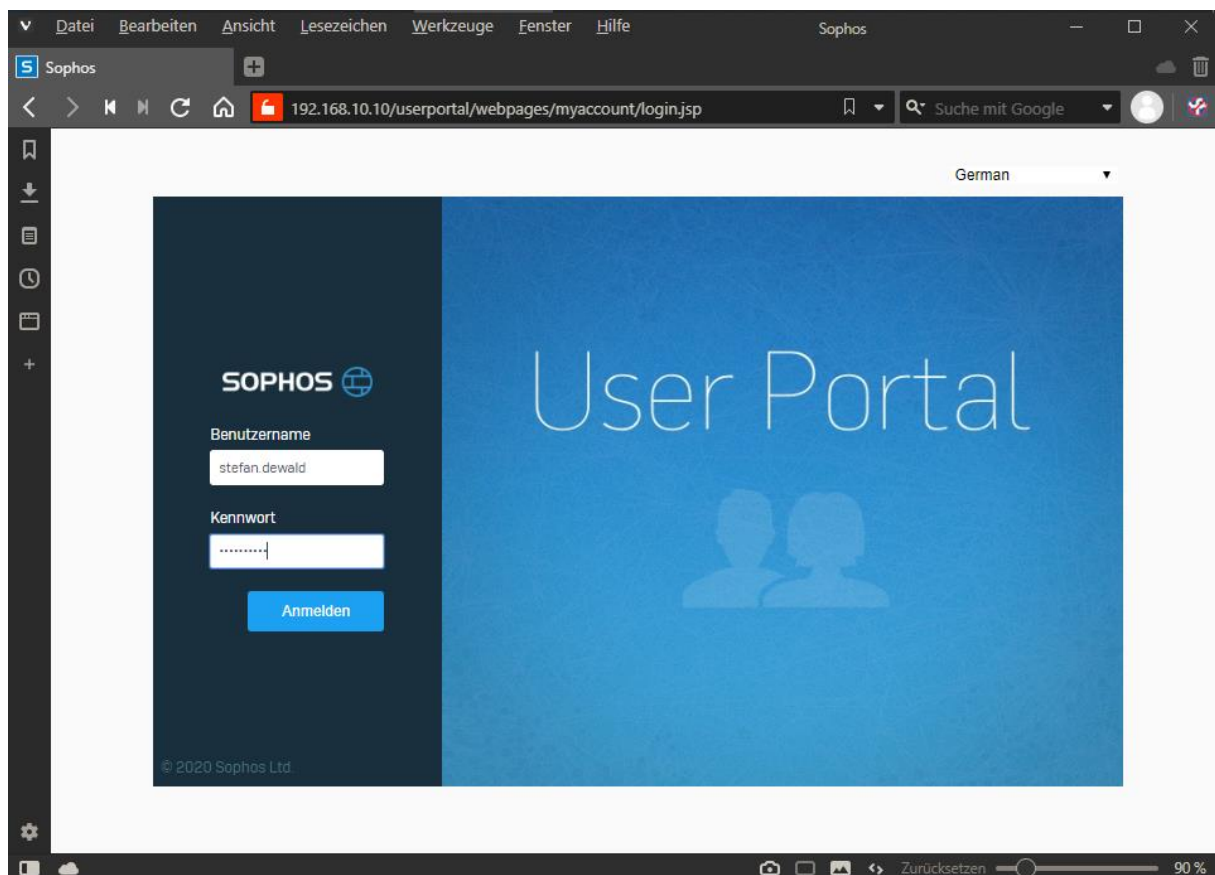 Datei Bearbeiten Ansicht Lesezeichen Werkzeuge Fenster Hilfe Sophos
S Sophos
192.168.10.10/userportal/webpages/myaccount/login.jsp Suche mit Google
German
SOPHOS
User Portal
Benutzername
stefan.dewald
Kennwort
Anmelden
© 2020 Sophos Ltd
Zurücksetzen 90 %